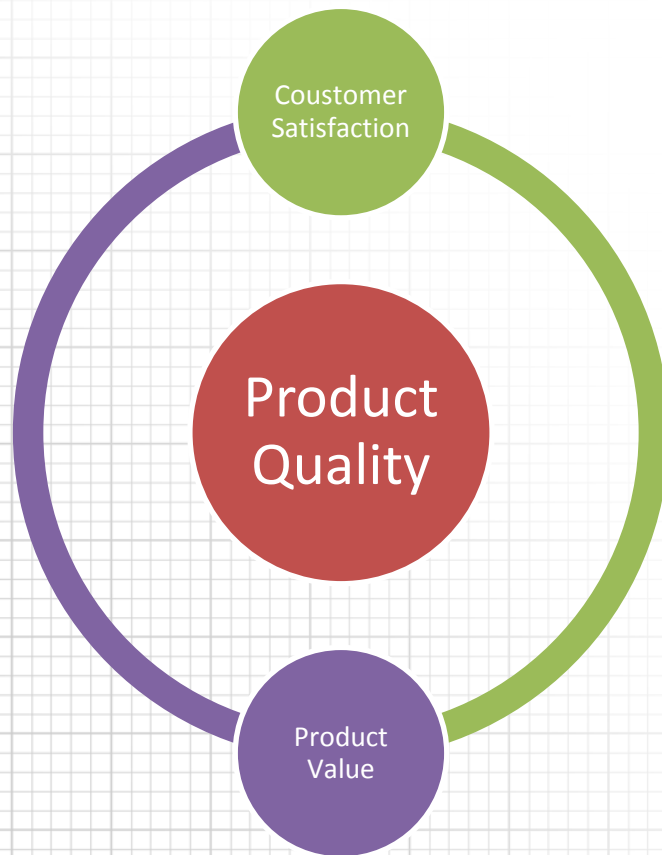 Coustomer
Satisfaction
Product
Quality
Product
Value